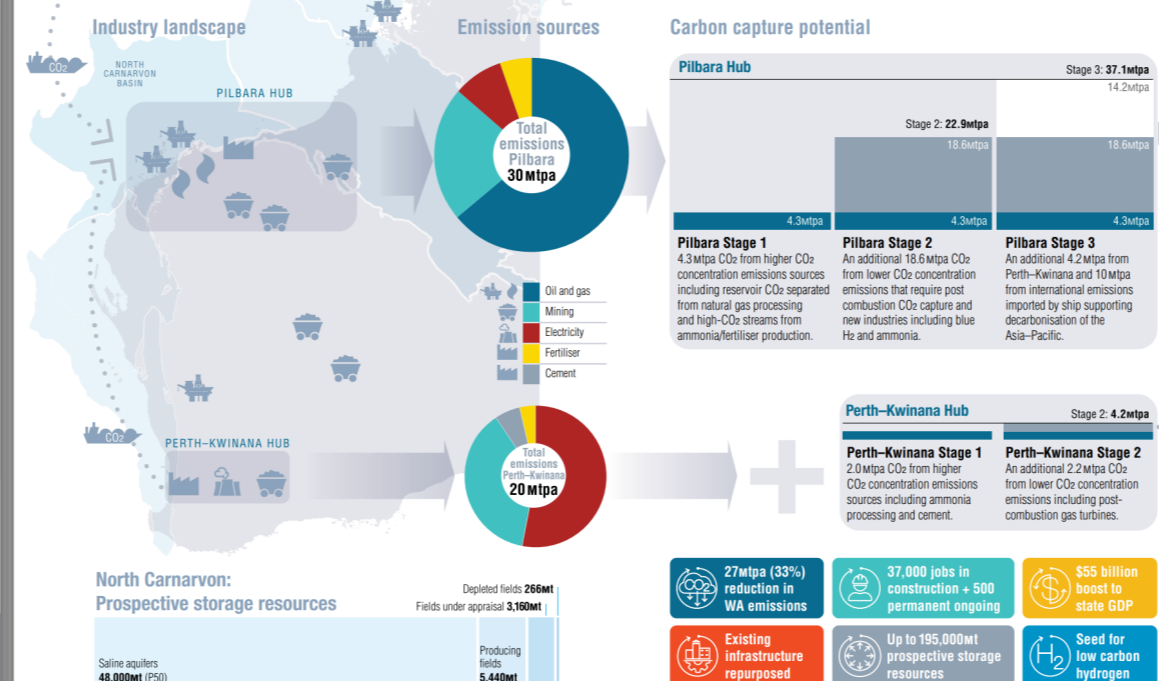 Industry landscape
Emission sources
Carbon capture potential
CO2
NORTH
CARNARVON
BASIN
PILBARA HUB
Total
emissions
Pilbara
30 Mtpa
Pilbara Hub
Stage 3: 37.1Mtpa
14.2Mtpa
Stage 2: 22.9Mtpa
18.6Mtpa
18.6Mtpa
4.3Mtpa
4.3Mtpa
4.3Mtpa
Pilbara Stage 1
4.3 Mtpa CO2 from higher CO2
concentration emissions sources
including reservoir CO2 separated
from natural gas processing
and high-CO2 streams from
ammonia/fertiliser production.
Pilbara Stage 2
An additional 18.6 Mtpa CO2
from lower CO2 concentration
emissions that require post
combustion CO2 capture and
new industries including blue
H2 and ammonia.
Pilbara Stage 3
An additional 4.2 Mtpa from
Perth–Kwinana and 10 Mtpa
from international emissions
imported by ship supporting
decarbonisation of the
Asia–Pacific.
Oil and gas
Mining
Electricity
Fertiliser
Cement
CO2
PERTH–KWINANA HUB
Total
emissions
Perth–Kwinana
20 Mtpa
Perth–Kwinana Hub
Stage 2: 4.2Mtpa
Perth–Kwinana Stage 1
2.0 Mtpa CO2 from higher
CO2 concentration emissions
sources including ammonia
processing and cement.
Perth–Kwinana Stage 2
An additional 2.2 Mtpa CO2
from lower CO2 concentration
emissions including post-
combustion gas turbines.
North Carnarvon:
Prospective storage resources
Depleted fields 266Mt
Fields under appraisal 3,160Mt
Saline aquifers
48,000Mt (P50)
Producing
fields
5,440Mt
CO2
27Mtpa (33%)
reduction in
WA emissions
37,000 jobs in
construction + 500
permanent ongoing
$
$55 billion
boost to
state GDP
Existing
infrastructure
repurposed
Up to 195,000Mt
prospective storage
resources
H2
Seed for
low carbon
hydrogen